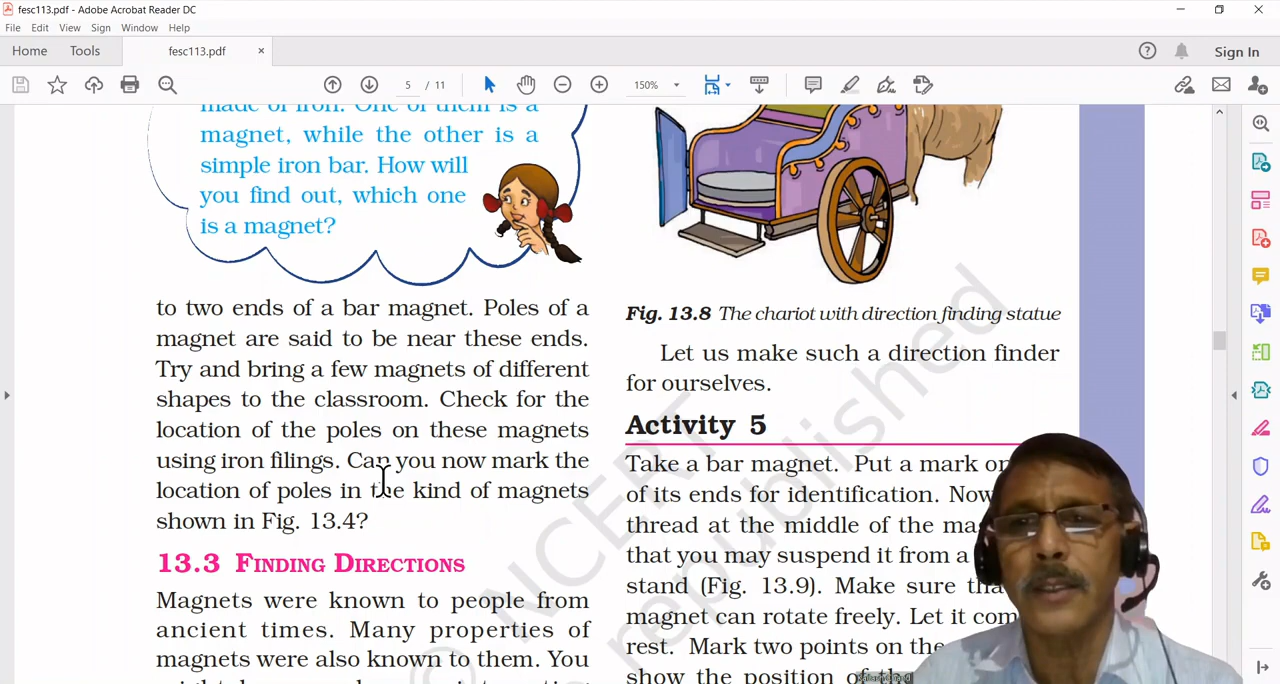 fesc113.pdf - Adobe Acrobat Reader DC
File Edit View Sign Window Help
Home Tools fesc113.pdf × Sign In
5 / 11 150%
made of iron. One of them is a
magnet, while the other is a
simple iron bar. How will
you find out, which one
is a magnet?
to two ends of a bar magnet. Poles of a
magnet are said to be near these ends.
Try and bring a few magnets of different
shapes to the classroom. Check for the
location of the poles on these magnets
using iron filings. Can you now mark the
location of poles in the kind of magnets
shown in Fig. 13.4?
13.3 FINDING DIRECTIONS
Magnets were known to people from
ancient times. Many properties of
magnets were also known to them. You
Fig. 13.8 The chariot with direction finding statue
Let us make such a direction finder
for ourselves.
Activity 5
Take a bar magnet. Put a mark on
of its ends for identification. Now
thread at the middle of the
that you may suspend it from a
stand (Fig. 13.9). Make sure
magnet can rotate freely. Let it
rest. Mark two points on the
show the position of
© NCERT
republished